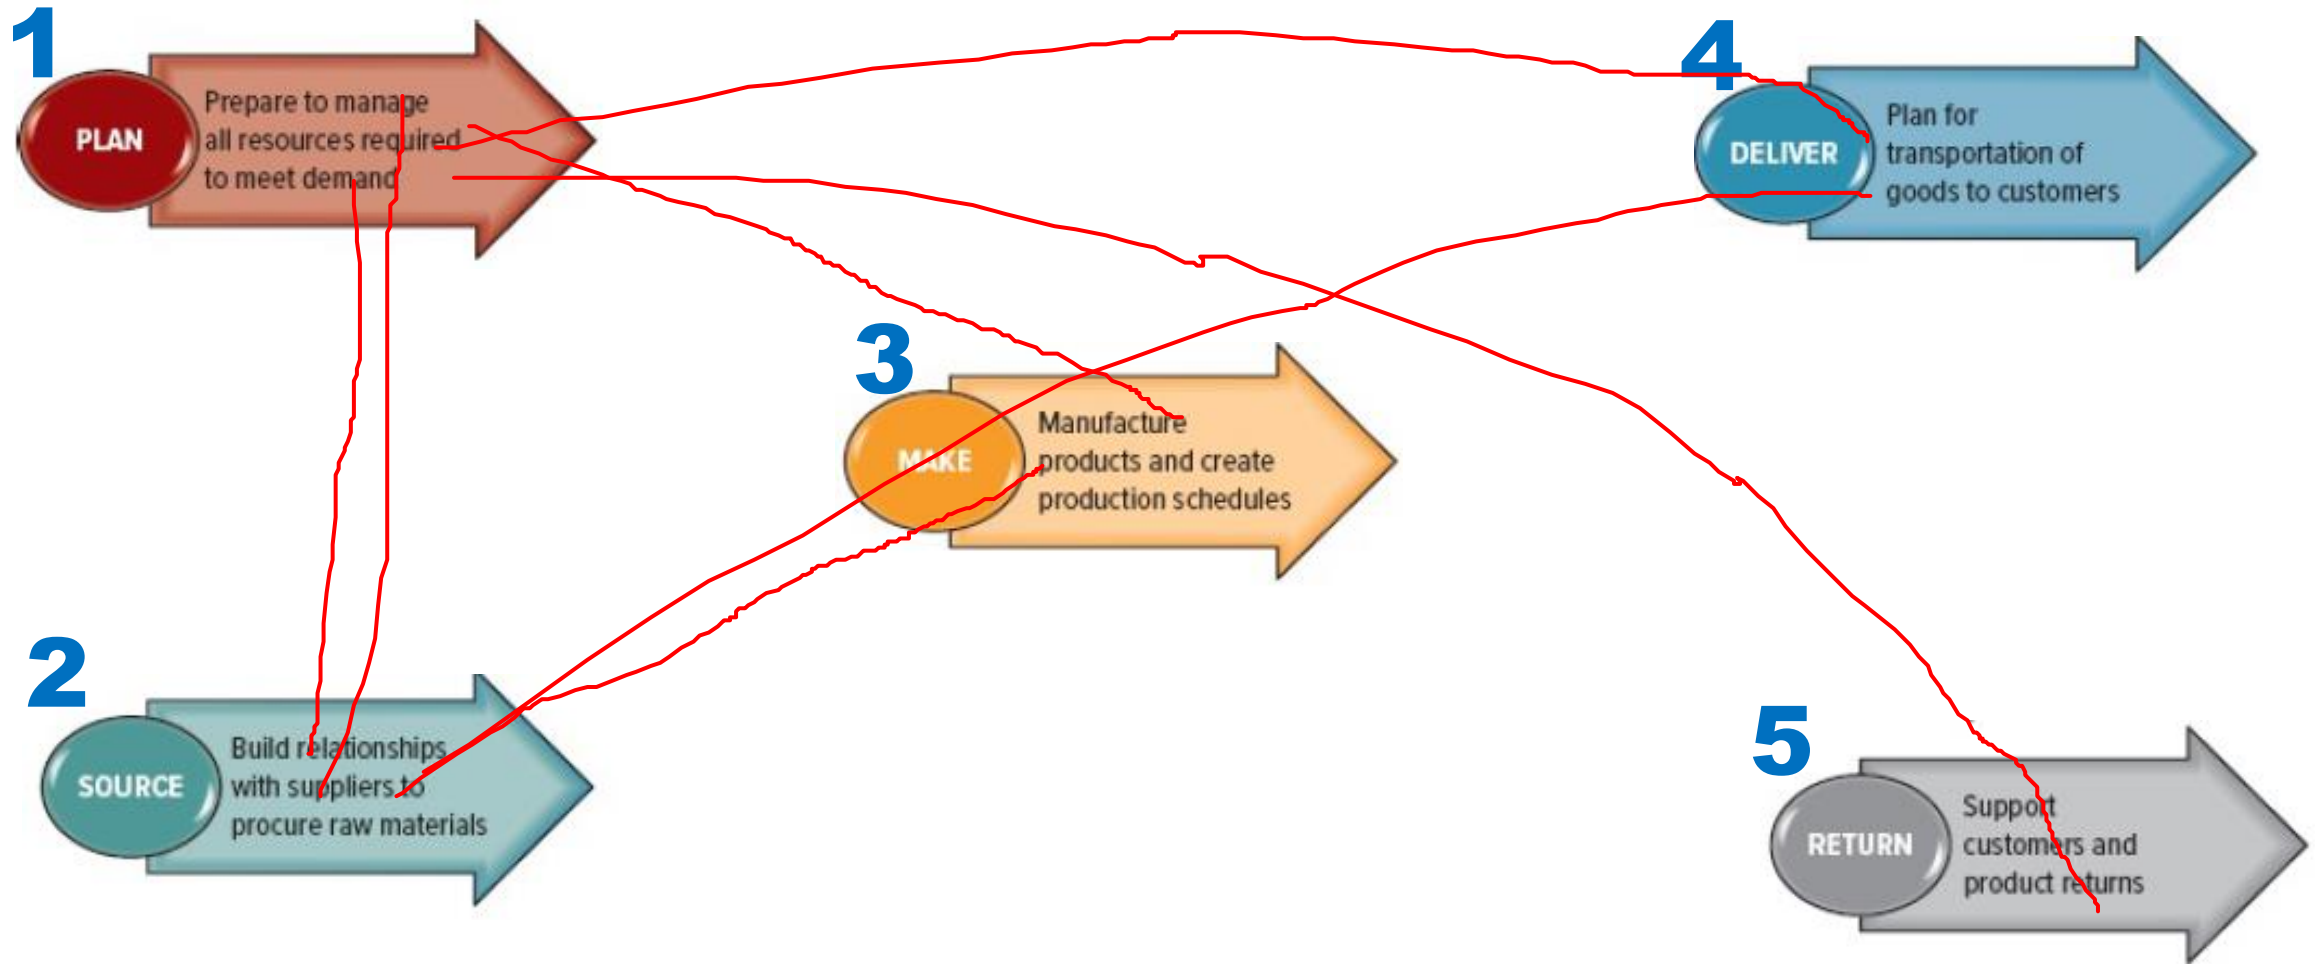 1
PLAN
Prepare to manage
all resources required
to meet demand
2
SOURCE
Build relationships
with suppliers to
procure raw materials
3
MAKE
Manufacture
products and create
production schedules
4
DELIVER
Plan for
transportation of
goods to customers
5
RETURN
Support
customers and
product returns